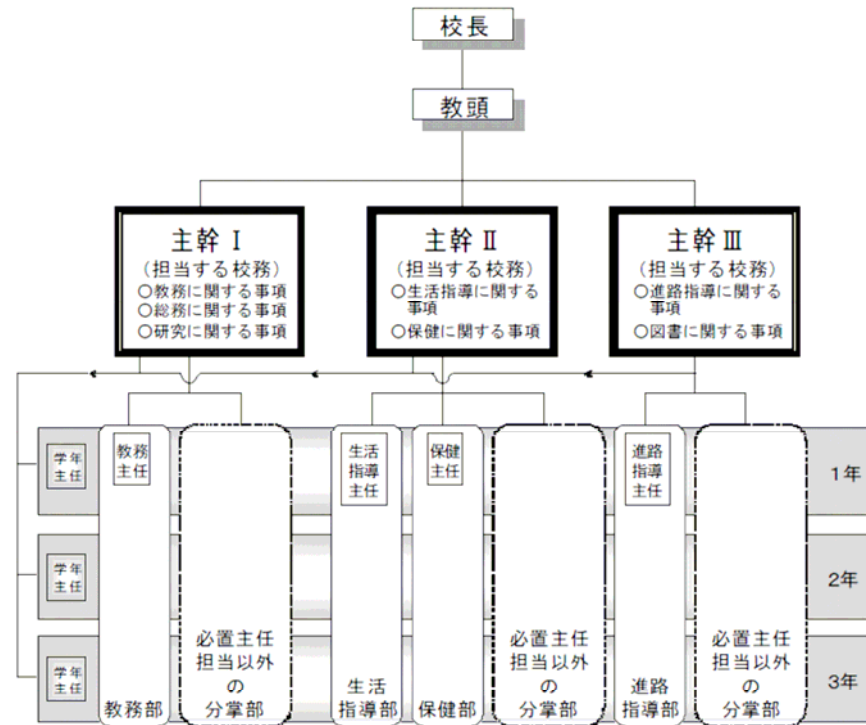 校長
教頭
主幹 Ⅰ
(担当する校務)
○教務に関する事項
○総務に関する事項
○研究に関する事項
主幹 Ⅱ
(担当する校務)
○生活指導に関する
事項
○保健に関する事項
主幹 Ⅲ
(担当する校務)
○進路指導に関する
事項
○図書に関する事項
学年
主任
教務
主任
生活
指導
主任
保健
主任
進路
指導
主任
1年
学年
主任
2年
学年
主任
3年
教務部
必置主任
担当以外
の
分掌部
生活
指導部
保健部
必置主任
担当以外
の
分掌部
進路
指導部
必置主任
担当以外
の
分掌部